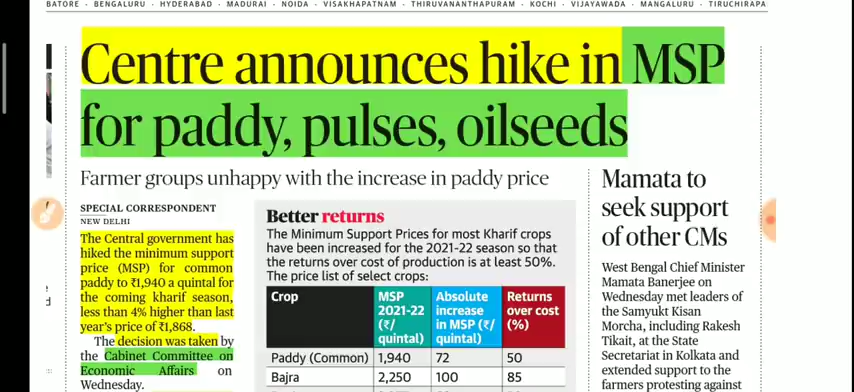 BATORE · BENGALURU · HYDERABAD · MADURAI · NOIDA · VISAKHAPATNAM · THIRUVANANTHAPURAM · KOCHI · VIJAYAWADA · MANGALURU · TIRUCHIRAPA
Centre announces hike in MSP
for paddy, pulses, oilseeds
Farmer groups unhappy with the increase in paddy price
SPECIAL CORRESPONDENT
NEW DELHI
The Central government has
hiked the minimum support
price (MSP) for common
paddy to ₹1,940 a quintal for
the coming kharif season,
less than 4% higher than last
year's price of ₹1,868.
The decision was taken by
the Cabinet Committee on
Economic Affairs on
Wednesday.
Better returns
The Minimum Support Prices for most Kharif crops
have been increased for the 2021-22 season so that
the returns over cost of production is at least 50%.
The price list of select crops:
Crop MSP 2021-22 (₹/ quintal) Absolute increase in MSP (₹/ quintal) Returns over cost (%)
Paddy (Common) 1,940 72 50
Bajra 2,250 100 85
Mamata to
seek support
of other CMs
West Bengal Chief Minister
Mamata Banerjee on
Wednesday met leaders of
the Samyukt Kisan
Morcha, including Rakesh
Tikait, at the State
Secretariat in Kolkata and
extended support to the
farmers protesting against